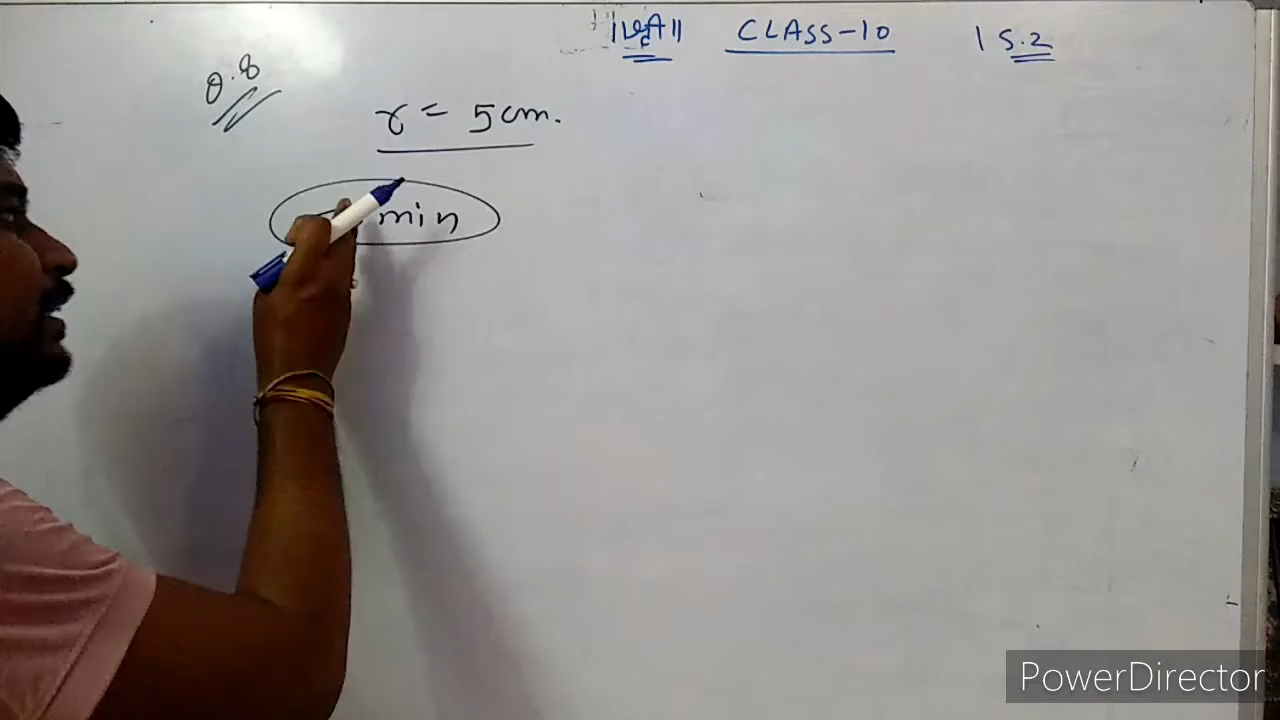 CLASS-10
15.2
Q.8
r = 5cm.
min
PowerDirector